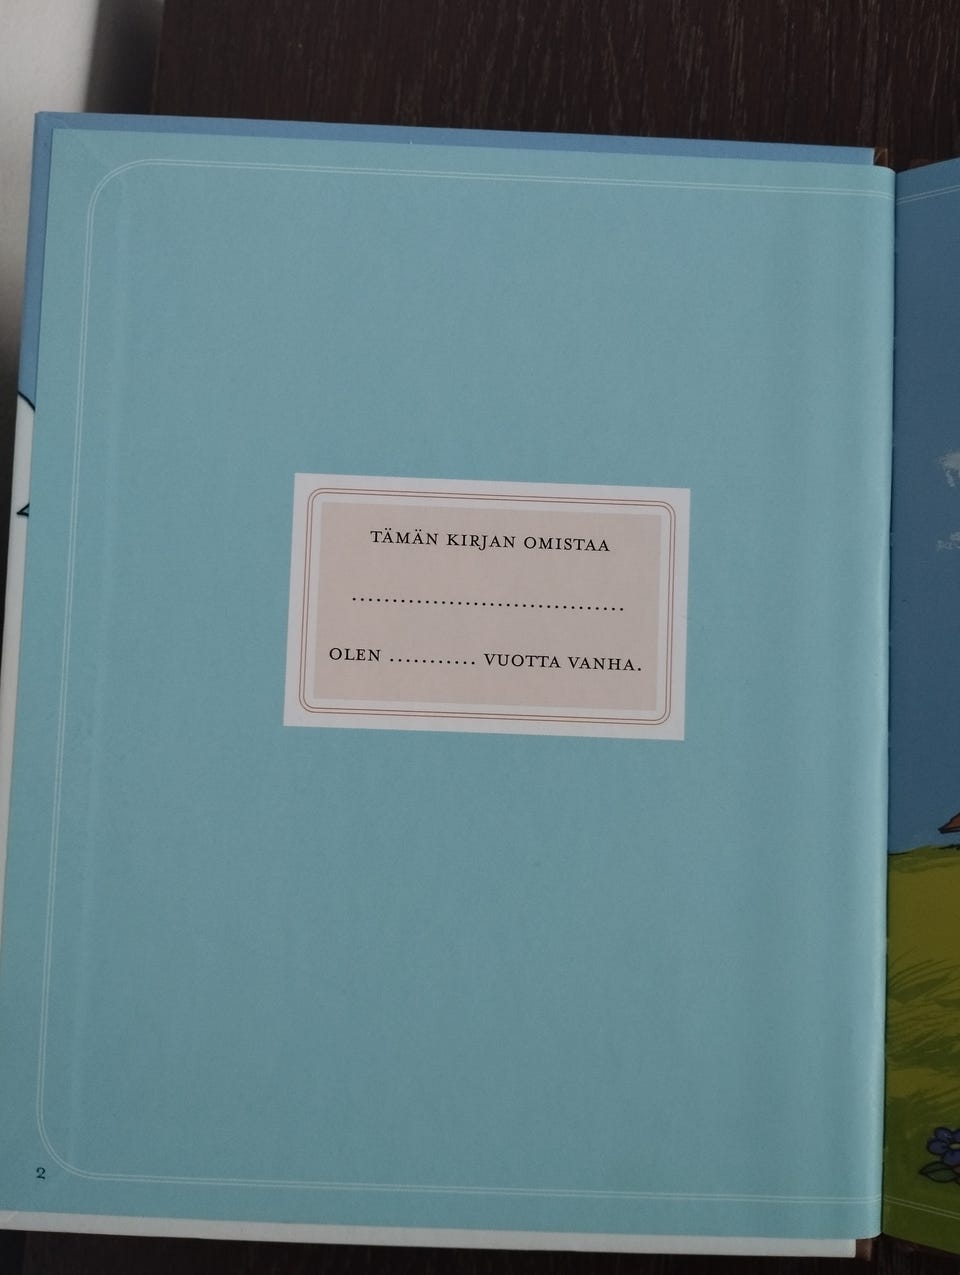 TÄMÄN KIRJAN OMISTAA
..................................
OLEN ........... VUOTTA VANHA.
2